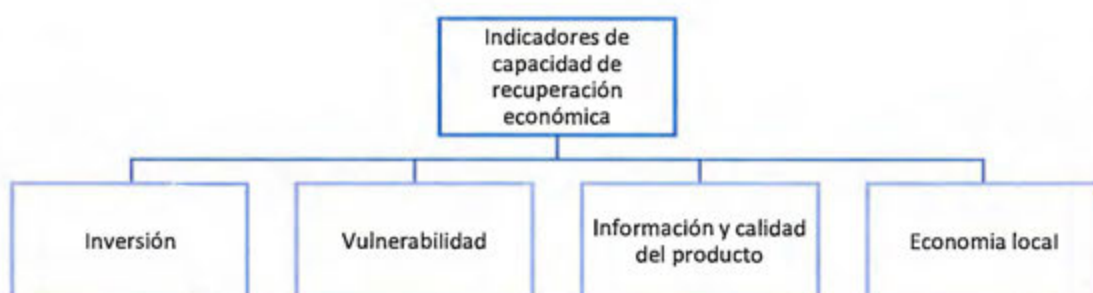 Indicadores de
capacidad de
recuperación
económica
Inversión
Vulnerabilidad
Información y calidad
del producto
Economia local